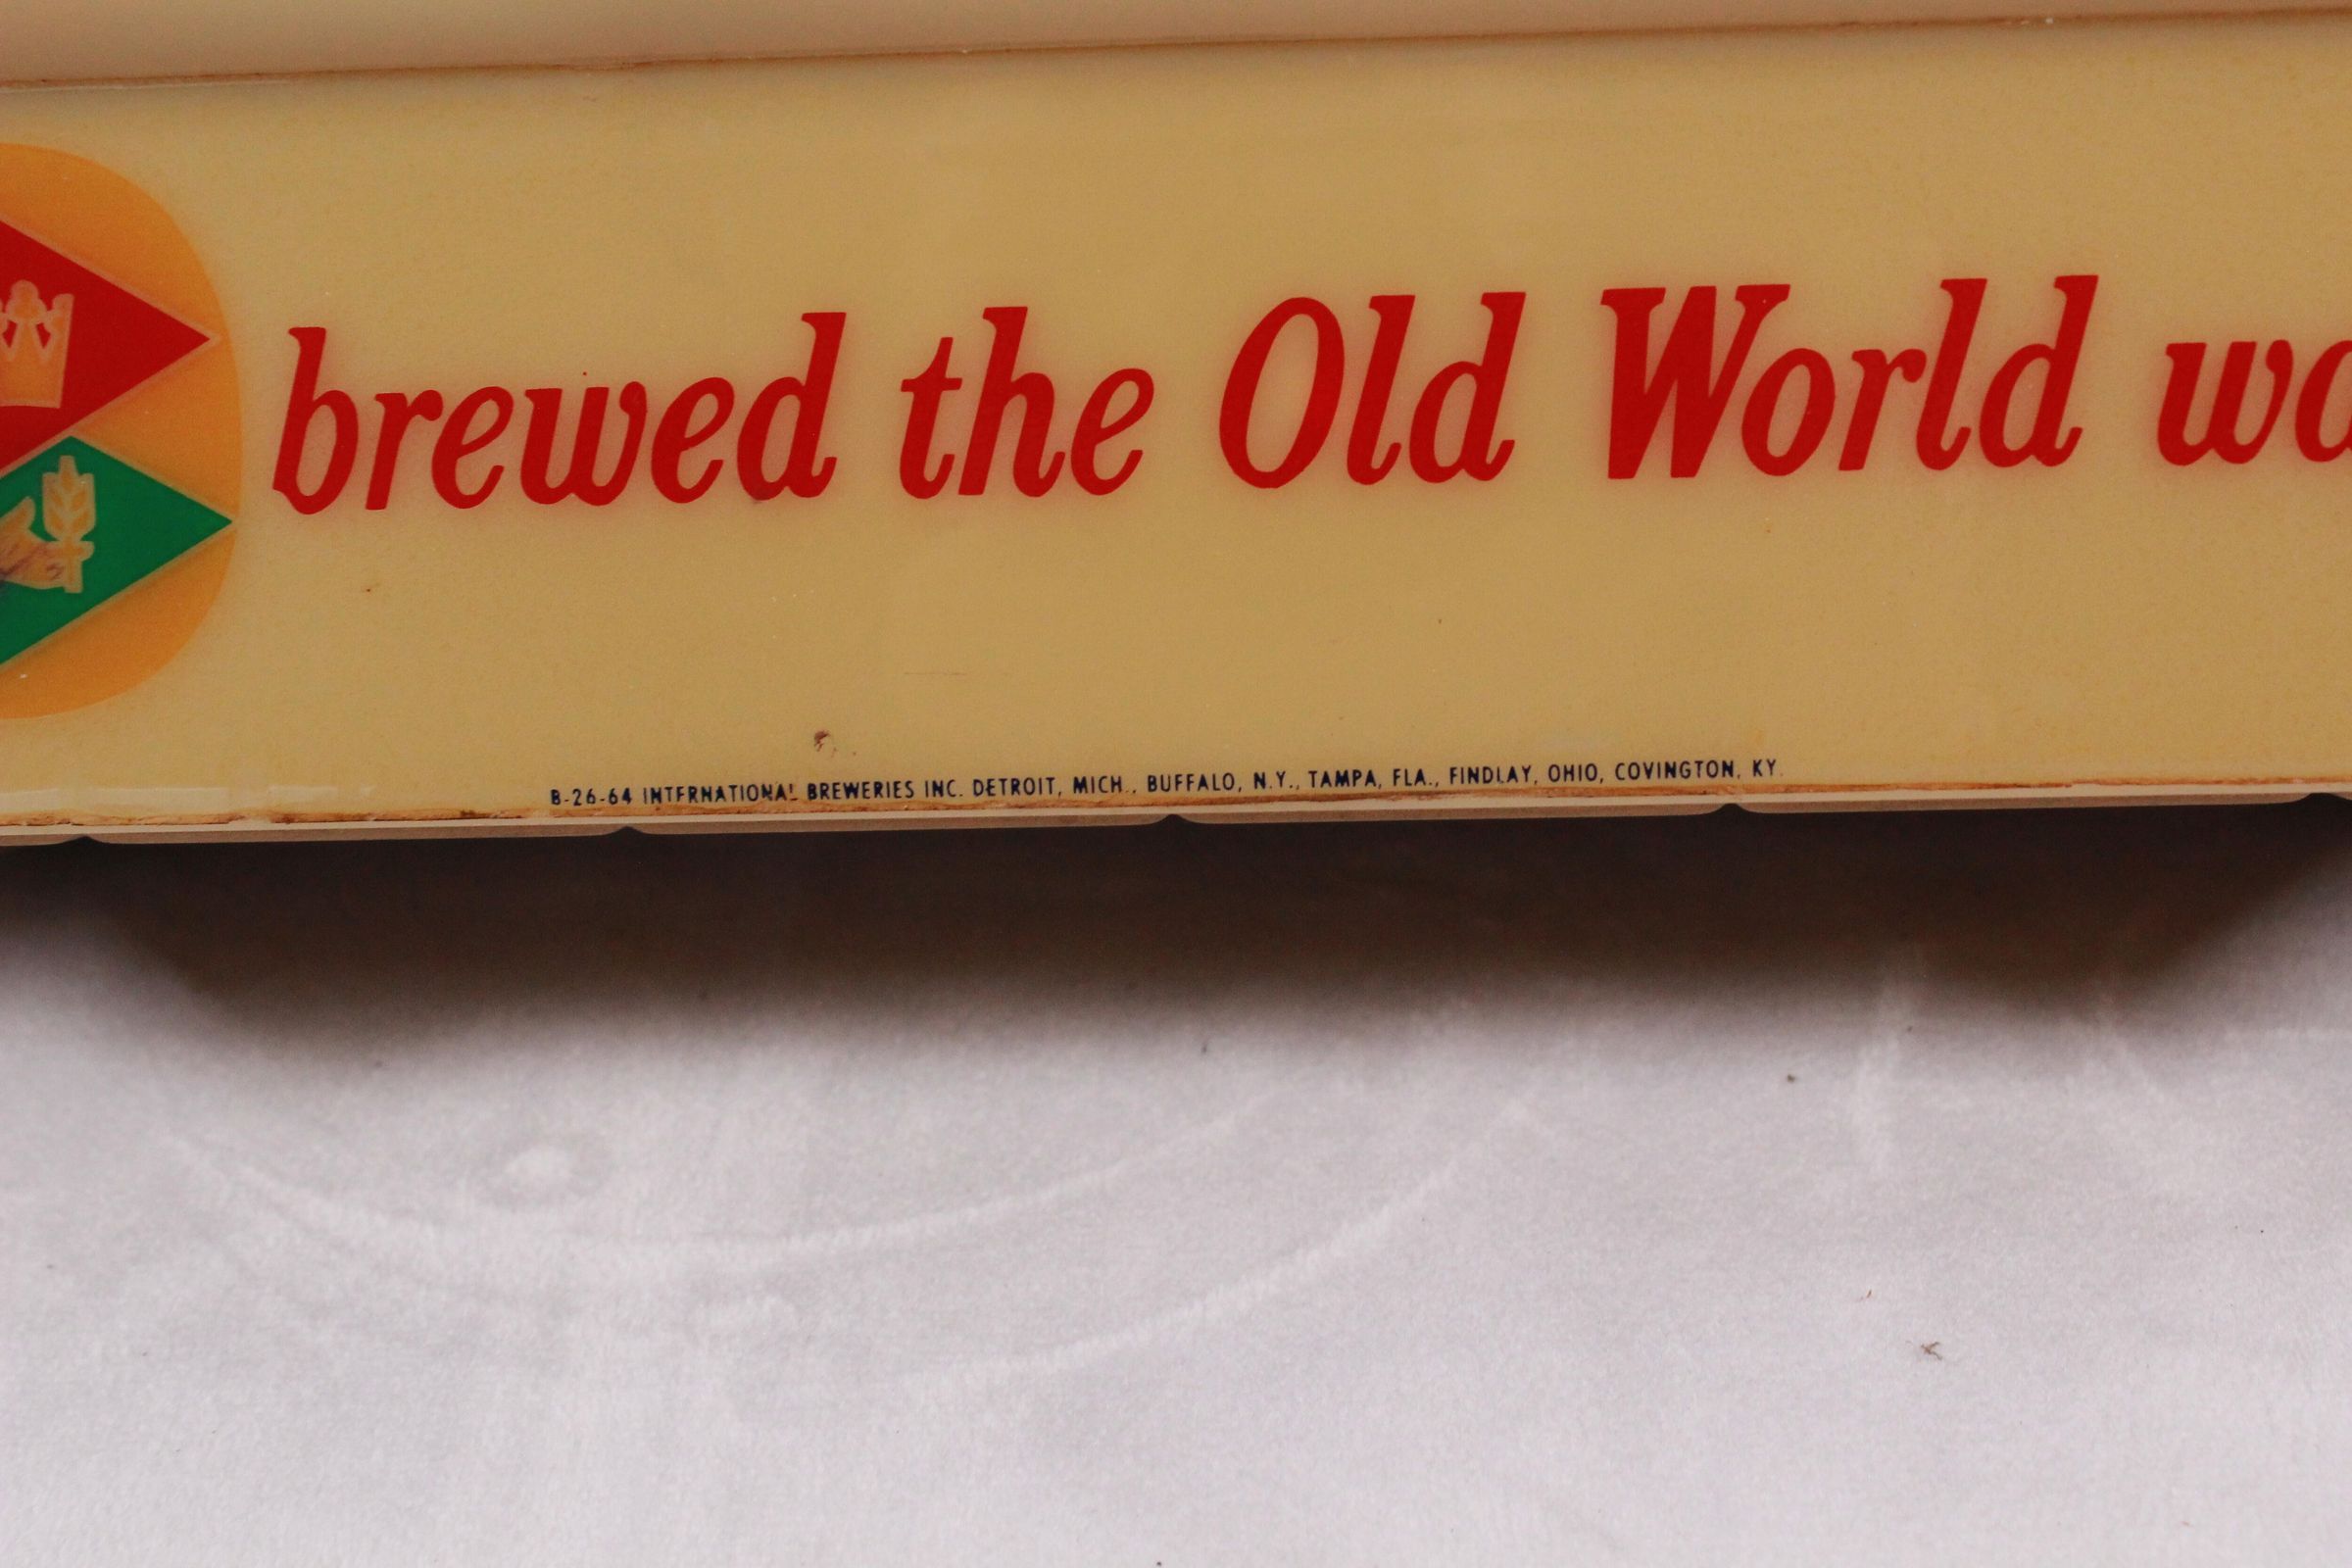 brewed the Old World wa
B-26-64 INTERNATIONAL BREWERIES INC. DETROIT, MICH., BUFFALO, N.Y., TAMPA, FLA., FINDLAY, OHIO, COVINGTON, KY.